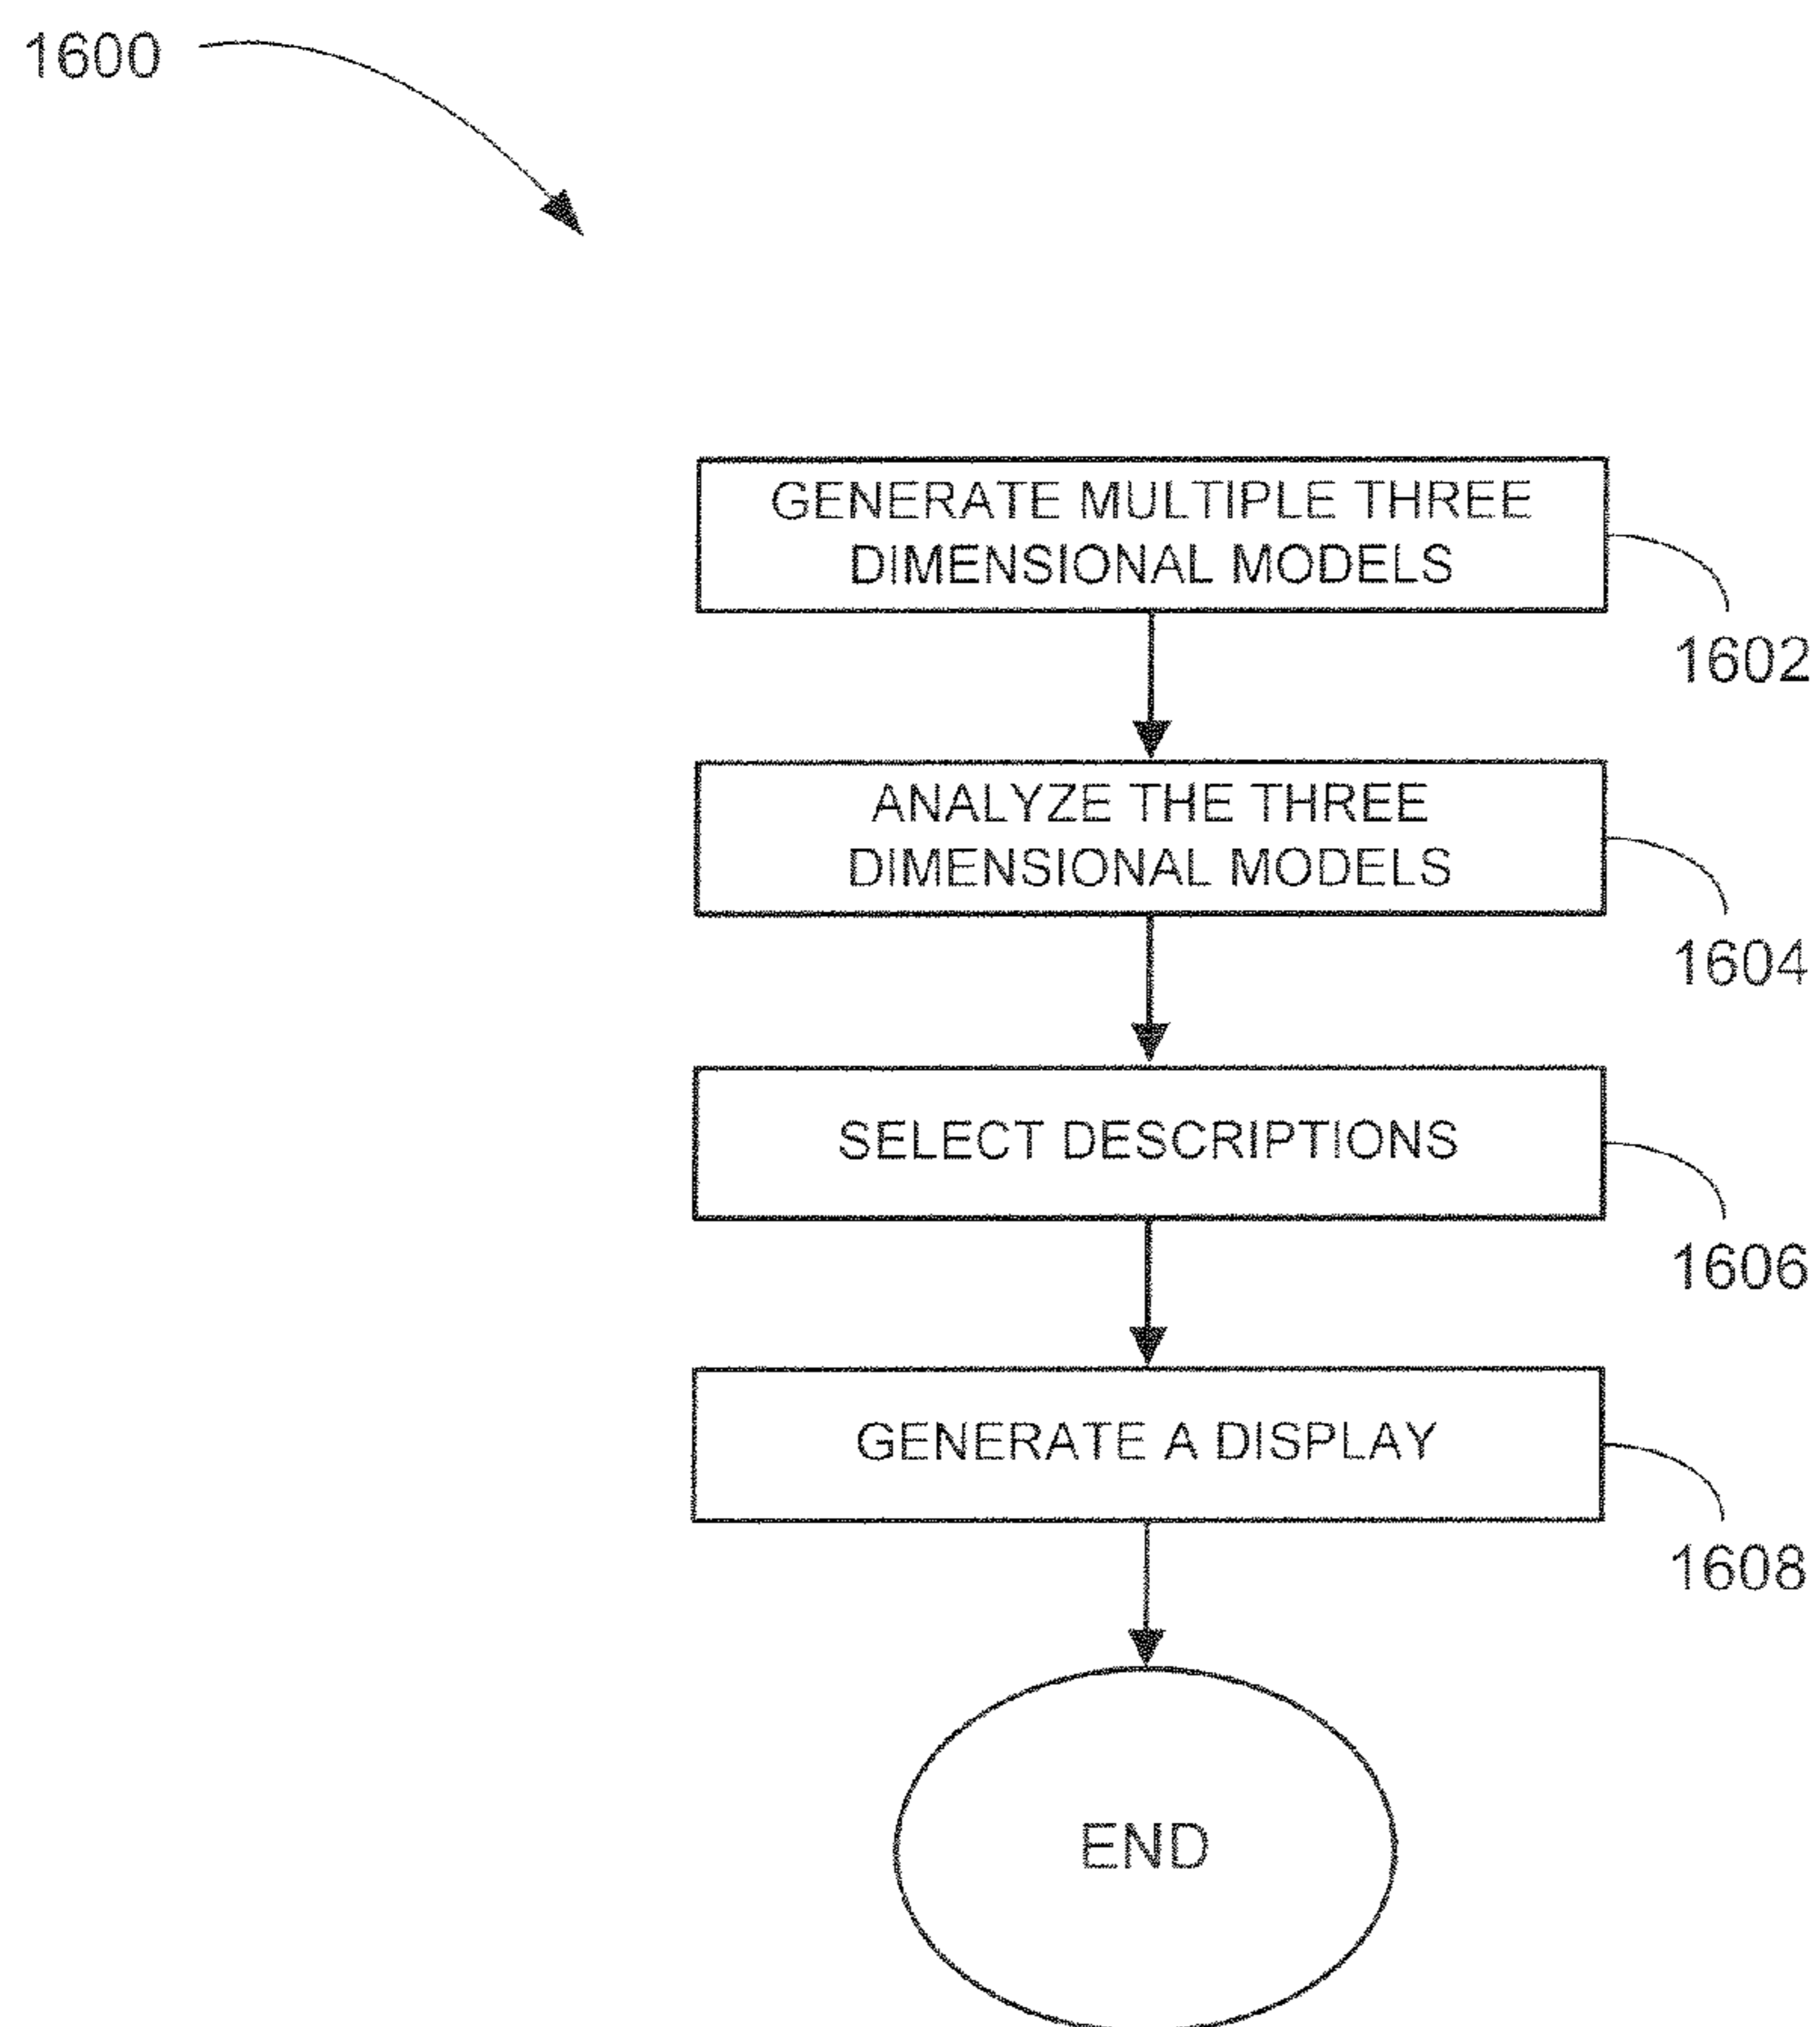 1600
GENERATE MULTIPLE THREE
DIMENSIONAL MODELS
1602
ANALYZE THE THREE
DIMENSIONAL MODELS
1604
SELECT DESCRIPTIONS
1606
GENERATE A DISPLAY
1608
END